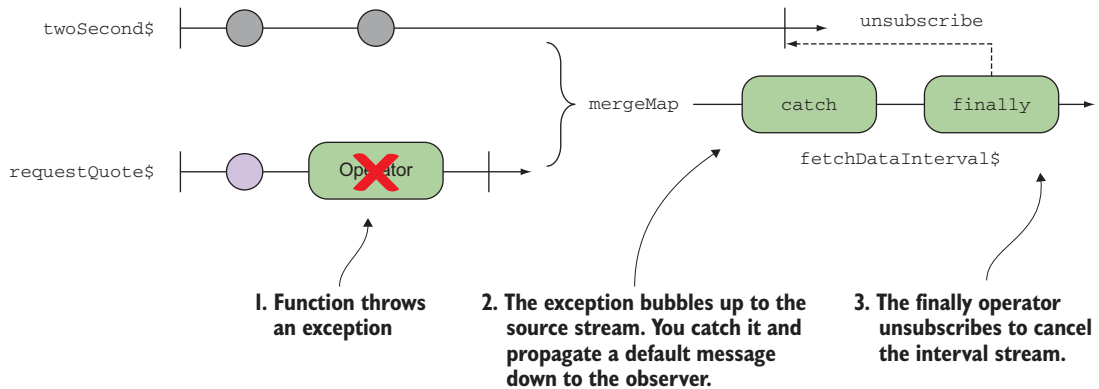 twoSecond$
unsubscribe
mergeMap
catch
finally
requestQuote$
Operator
fetchDataInterval$
1. Function throws
an exception
2. The exception bubbles up to the
source stream. You catch it and
propagate a default message
down to the observer.
3. The finally operator
unsubscribes to cancel
the interval stream.